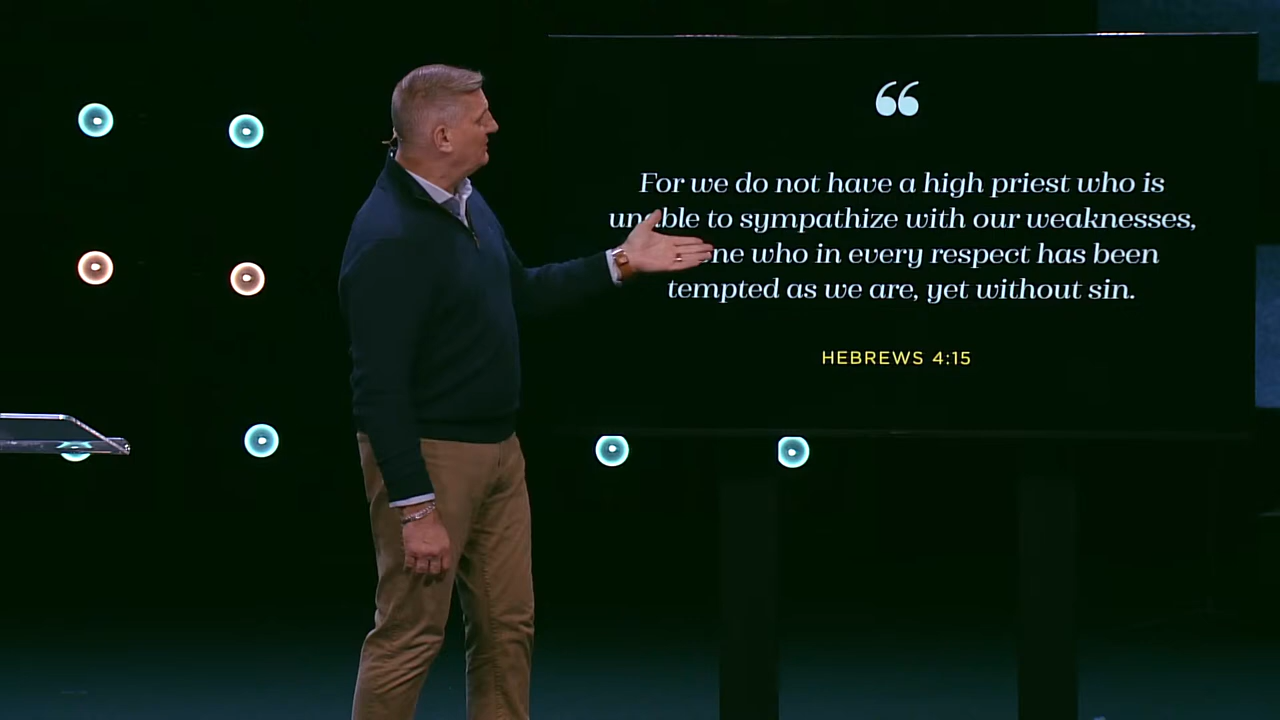 “
For we do not have a high priest who is
unable to sympathize with our weaknesses,
who in every respect has been
tempted as we are, yet without sin.
HEBREWS 4:15